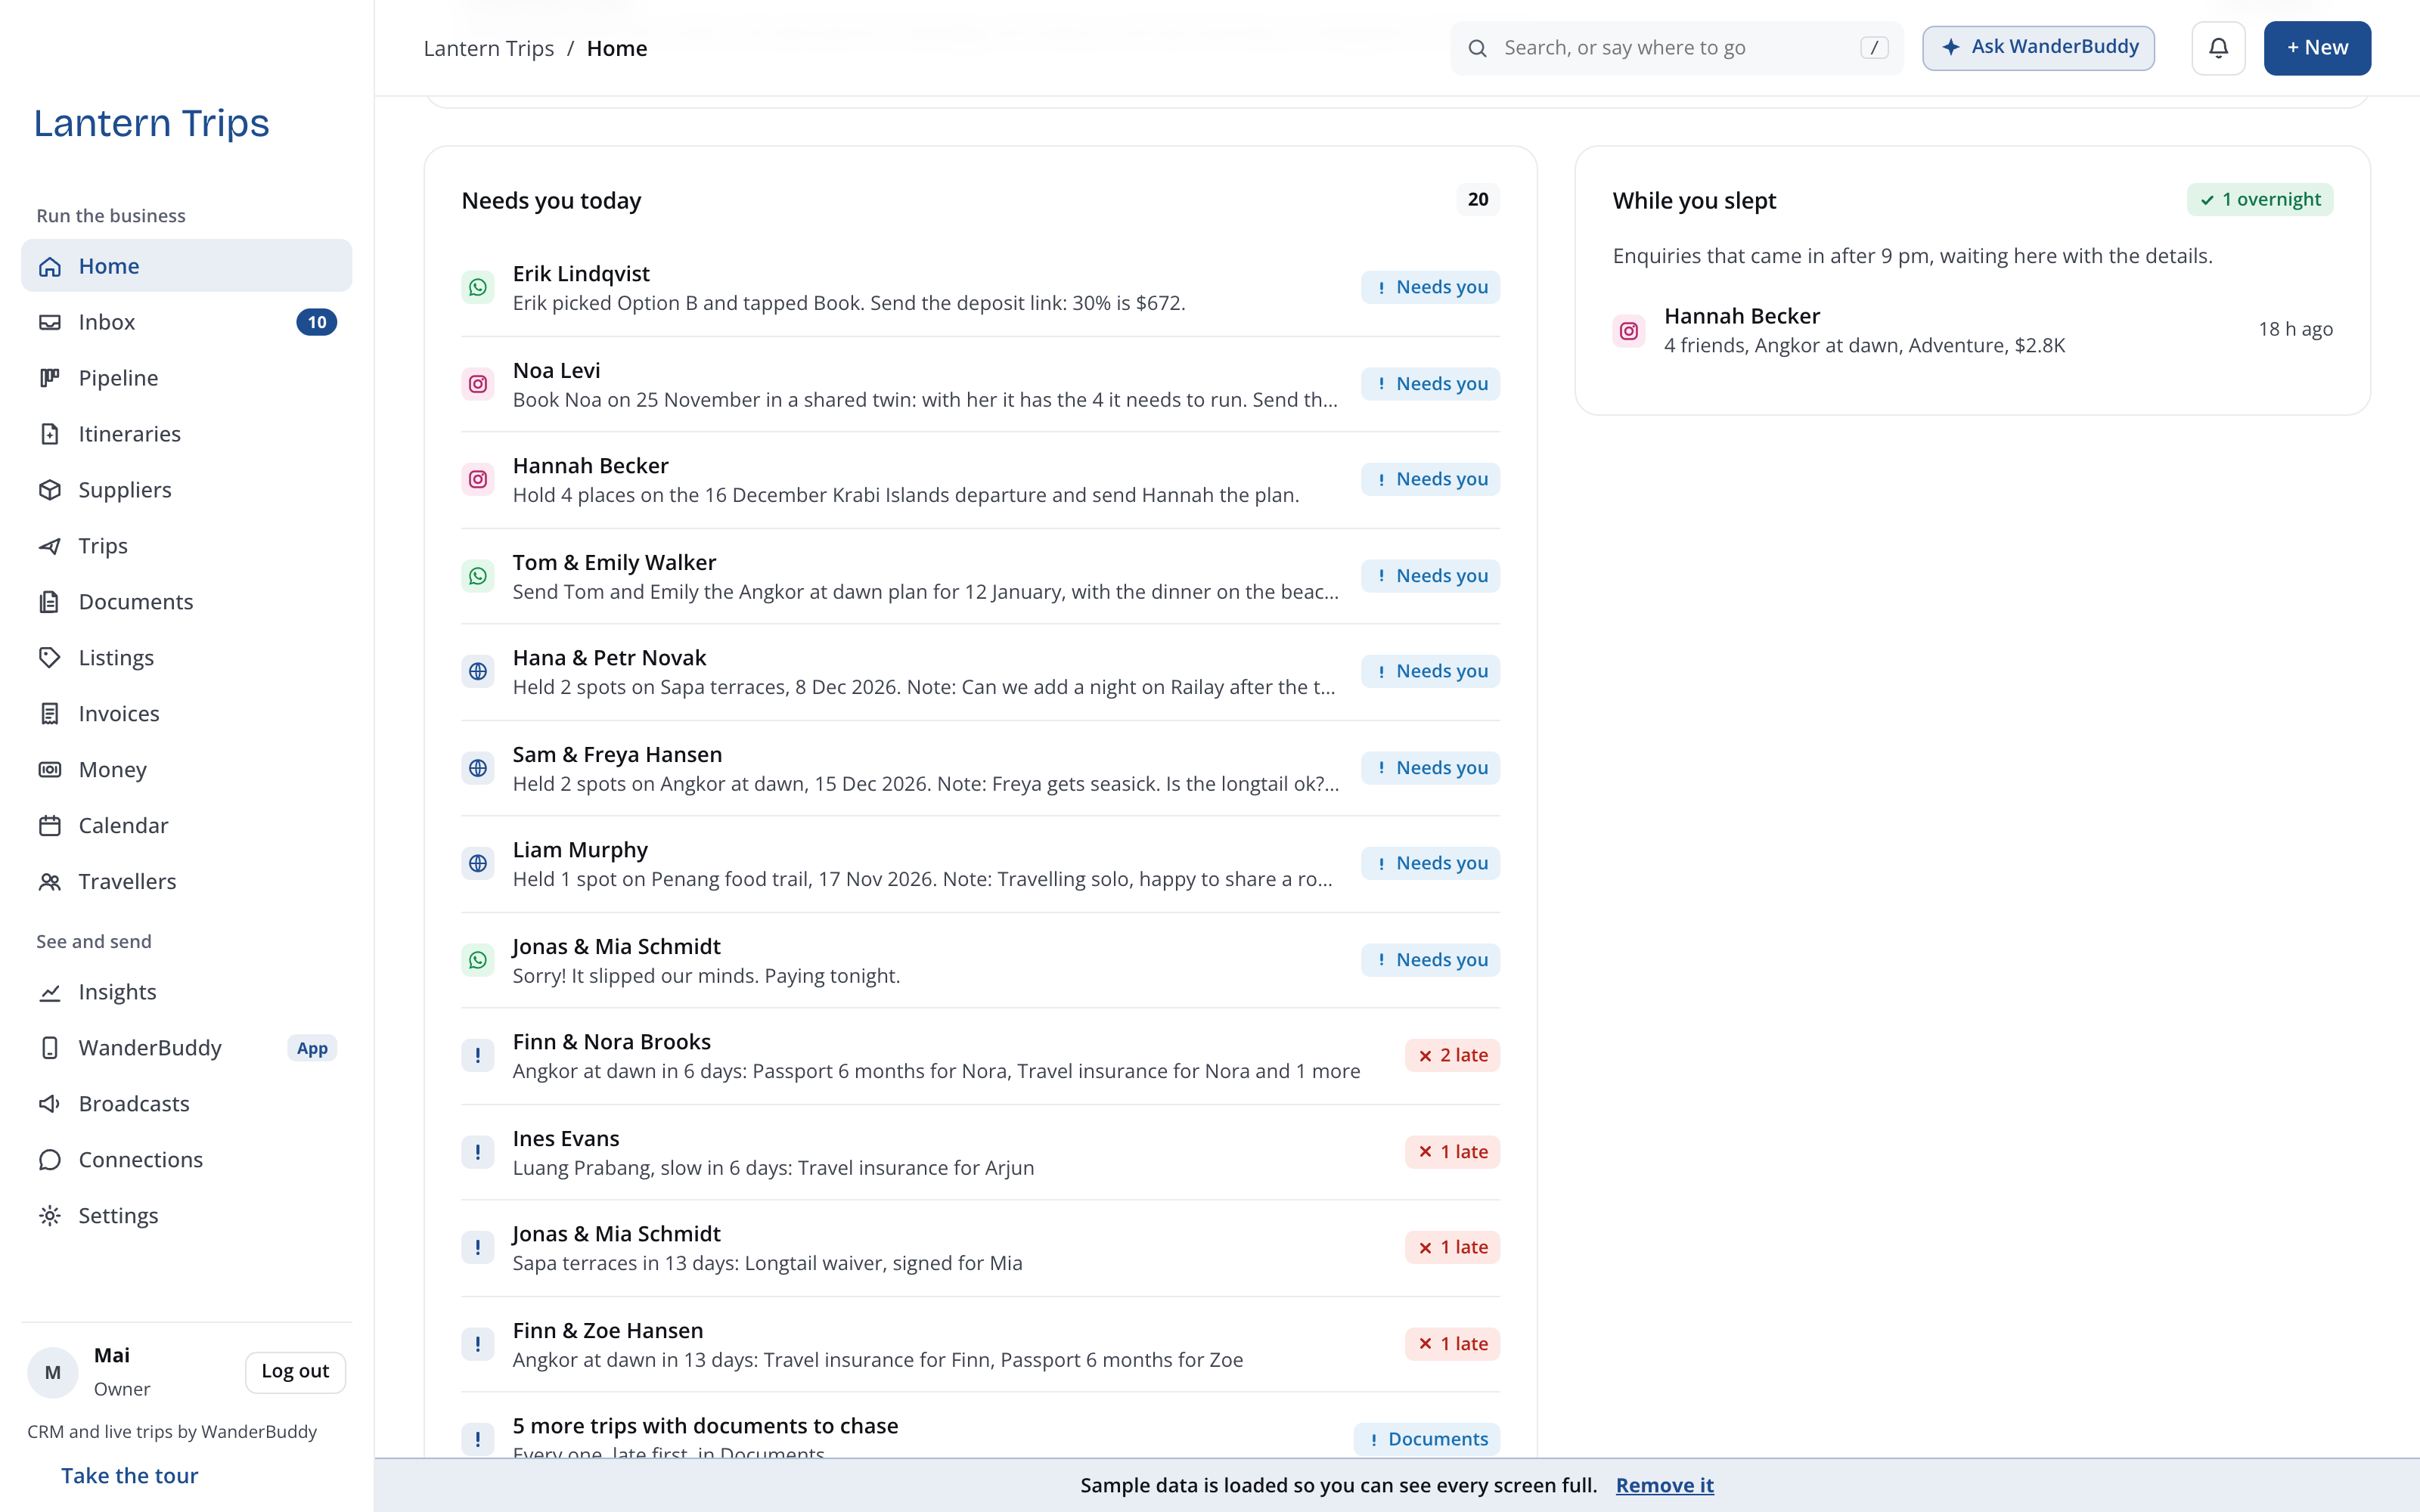 Lantern Trips / Home
Search, or say where to go
/
Ask WanderBuddy
+ New
Lantern Trips
Run the business
Home
Inbox
10
Pipeline
Itineraries
Suppliers
Trips
Documents
Listings
Invoices
Money
Calendar
Travellers
See and send
Insights
WanderBuddy
App
Broadcasts
Connections
Settings
M
Mai
Owner
Log out
CRM and live trips by WanderBuddy
Take the tour
Needs you today
20
Erik Lindqvist
Erik picked Option B and tapped Book. Send the deposit link: 30% is $672.
! Needs you
Noa Levi
Book Noa on 25 November in a shared twin: with her it has the 4 it needs to run. Send th...
! Needs you
Hannah Becker
Hold 4 places on the 16 December Krabi Islands departure and send Hannah the plan.
! Needs you
Tom & Emily Walker
Send Tom and Emily the Angkor at dawn plan for 12 January, with the dinner on the beac...
! Needs you
Hana & Petr Novak
Held 2 spots on Sapa terraces, 8 Dec 2026. Note: Can we add a night on Railay after the t...
! Needs you
Sam & Freya Hansen
Held 2 spots on Angkor at dawn, 15 Dec 2026. Note: Freya gets seasick. Is the longtail ok?...
! Needs you
Liam Murphy
Held 1 spot on Penang food trail, 17 Nov 2026. Note: Travelling solo, happy to share a ro...
! Needs you
Jonas & Mia Schmidt
Sorry! It slipped our minds. Paying tonight.
! Needs you
!
Finn & Nora Brooks
Angkor at dawn in 6 days: Passport 6 months for Nora, Travel insurance for Nora and 1 more
2 late
!
Ines Evans
Luang Prabang, slow in 6 days: Travel insurance for Arjun
1 late
!
Jonas & Mia Schmidt
Sapa terraces in 13 days: Longtail waiver, signed for Mia
1 late
!
Finn & Zoe Hansen
Angkor at dawn in 13 days: Travel insurance for Finn, Passport 6 months for Zoe
1 late
!
5 more trips with documents to chase
Every one, late first, in Documents
! Documents
While you slept
1 overnight
Enquiries that came in after 9 pm, waiting here with the details.
Hannah Becker
4 friends, Angkor at dawn, Adventure, $2.8K
18 h ago
Sample data is loaded so you can see every screen full. Remove it